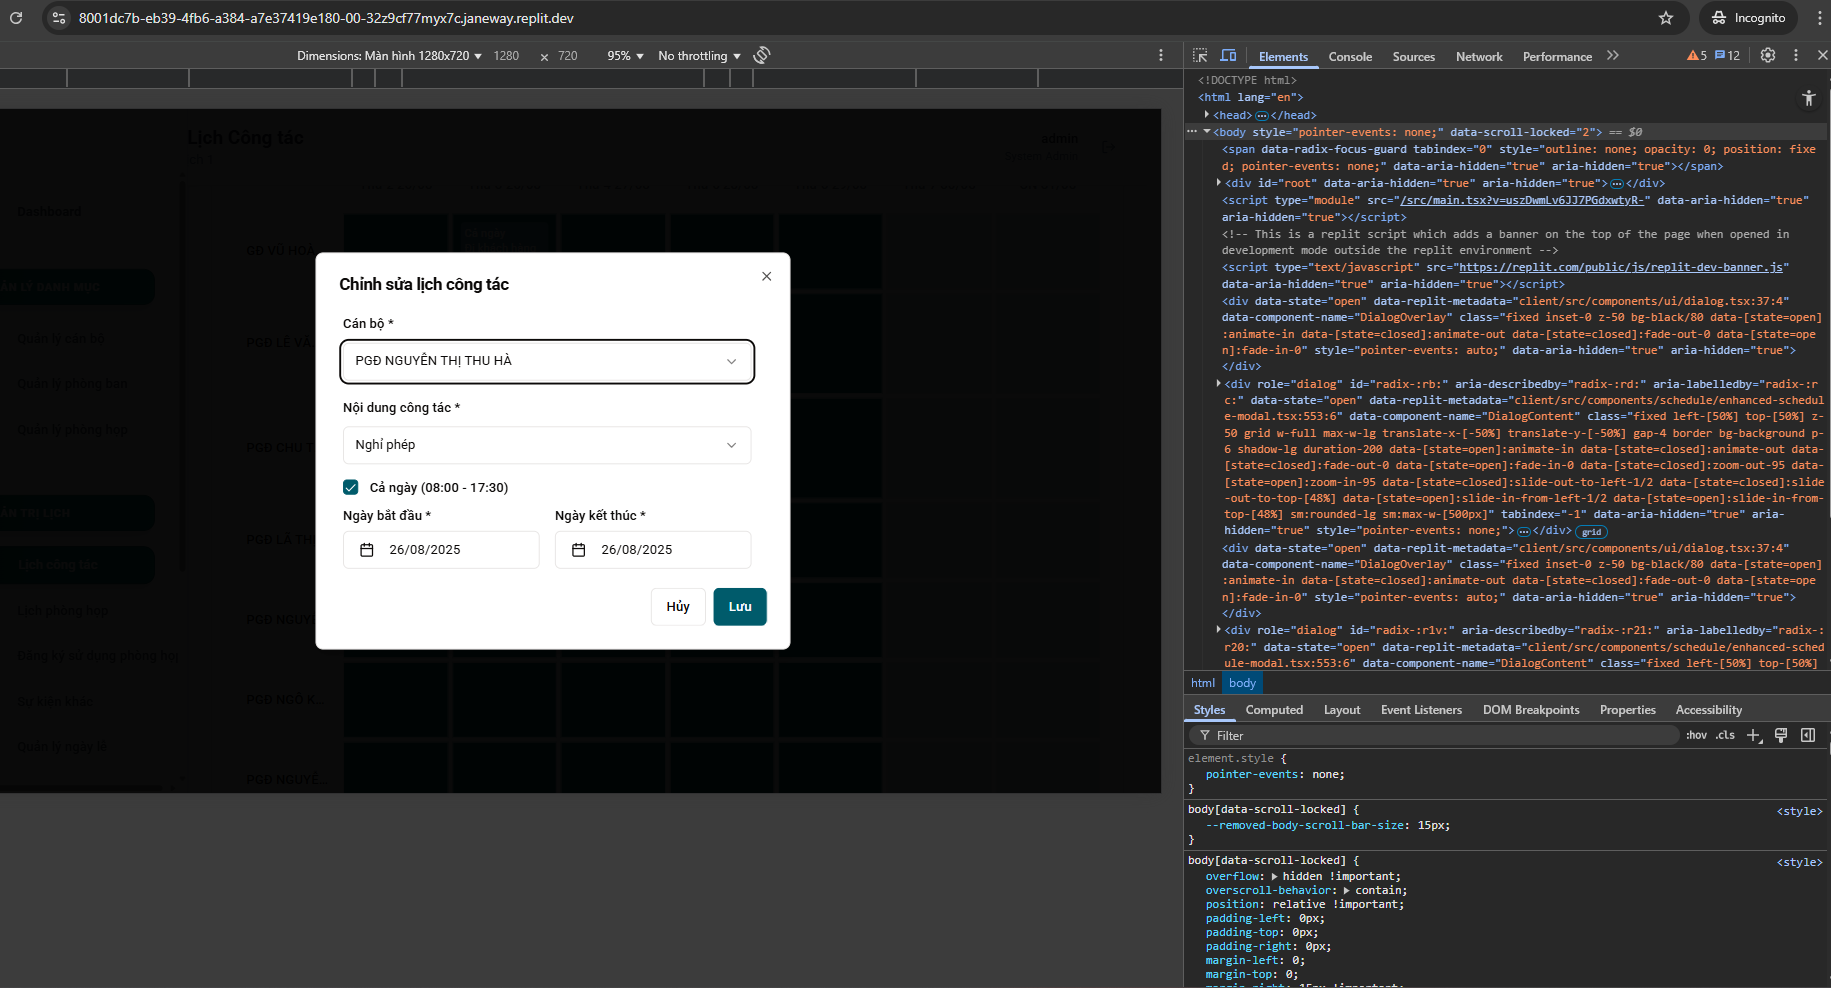 8001dc7b-eb39-4fb6-a384-a7e37419e180-00-32z9cf77myx7c.janeway.replit.dev
Incognito
Dimensions: Màn hình 1280x720 1280 × 720 95% No throttling
Elements Console Sources Network Performance 5 12
Lịch Công tác
admin
Dashboard
QUẢN LÝ DANH MỤC
Quản lý cán bộ
Quản lý phòng ban
Quản lý phòng họp
Lịch công tác
Lịch phòng họp
Đăng ký sử dụng phòng họp
Sự kiện khác
Quản lý ngày lễ
GĐ VŨ HOÀ
PGĐ LÊ VĂ
PGĐ CHU T
PGĐ LÃ TH
PGĐ NGUY
PGĐ NGÔ K...
PGĐ NGUYỄ...
Chỉnh sửa lịch công tác
Cán bộ *
PGĐ NGUYỄN THỊ THU HÀ
Nội dung công tác *
Nghỉ phép
Cả ngày (08:00 - 17:30)
Ngày bắt đầu * Ngày kết thúc *
26/08/2025 26/08/2025
Hủy Lưu
<!DOCTYPE html>
<html lang="en">
<head> ⋯ </head>
<body style="pointer-events: none;" data-scroll-locked="2"> == $0
<span data-radix-focus-guard tabindex="0" style="outline: none; opacity: 0; position: fixe
d; pointer-events: none;" data-aria-hidden="true" aria-hidden="true"></span>
<div id="root" data-aria-hidden="true" aria-hidden="true"> ⋯ </div>
<script type="module" src="/src/main.tsx?v=uszDwmLv6JJ7PGdxwtyR-" data-aria-hidden="true"
aria-hidden="true"></script>
<!-- This is a replit script which adds a banner on the top of the page when opened in
development mode outside the replit environment -->
<script type="text/javascript" src="https://replit.com/public/js/replit-dev-banner.js"
data-aria-hidden="true" aria-hidden="true"></script>
<div data-state="open" data-replit-metadata="client/src/components/ui/dialog.tsx:37:4"
data-component-name="DialogOverlay" class="fixed inset-0 z-50 bg-black/80 data-[state=open]
:animate-in data-[state=closed]:animate-out data-[state=closed]:fade-out-0 data-[state=ope
n]:fade-in-0" style="pointer-events: auto;" data-aria-hidden="true" aria-hidden="true">
</div>
<div role="dialog" id="radix-:rb:" aria-describedby="radix-:rd:" aria-labelledby="radix-:r
c:" data-state="open" data-replit-metadata="client/src/components/schedule/enhanced-schedul
e-modal.tsx:553:6" data-component-name="DialogContent" class="fixed left-[50%] top-[50%] z-
50 grid w-full max-w-lg translate-x-[-50%] translate-y-[-50%] gap-4 border bg-background p-
6 shadow-lg duration-200 data-[state=open]:animate-in data-[state=closed]:animate-out data-
[state=closed]:fade-out-0 data-[state=open]:fade-in-0 data-[state=closed]:zoom-out-95 data-
[state=open]:zoom-in-95 data-[state=closed]:slide-out-to-left-1/2 data-[state=closed]:slide
-out-to-top-[48%] data-[state=open]:slide-in-from-left-1/2 data-[state=open]:slide-in-from-
top-[48%] sm:rounded-lg sm:max-w-[500px]" tabindex="-1" data-aria-hidden="true" aria-
hidden="true" style="pointer-events: none;"> ⋯ </div> grid
<div data-state="open" data-replit-metadata="client/src/components/ui/dialog.tsx:37:4"
data-component-name="DialogOverlay" class="fixed inset-0 z-50 bg-black/80 data-[state=open]
:animate-in data-[state=closed]:animate-out data-[state=closed]:fade-out-0 data-[state=ope
n]:fade-in-0" style="pointer-events: auto;" data-aria-hidden="true" aria-hidden="true">
</div>
<div role="dialog" id="radix-:r1v:" aria-describedby="radix-:r21:" aria-labelledby="radix-:
r20:" data-state="open" data-replit-metadata="client/src/components/schedule/enhanced-sched
ule-modal.tsx:553:6" data-component-name="DialogContent" class="fixed left-[50%] top-[50%]
html body
Styles Computed Layout Event Listeners DOM Breakpoints Properties Accessibility
Filter :hov .cls
element.style {
pointer-events: none;
}
body[data-scroll-locked] { <style>
--removed-body-scroll-bar-size: 15px;
}
body[data-scroll-locked] { <style>
overflow: hidden !important;
overscroll-behavior: contain;
position: relative !important;
padding-left: 0px;
padding-top: 0px;
padding-right: 0px;
margin-left: 0;
margin-top: 0;
margin-right: 15px !important;